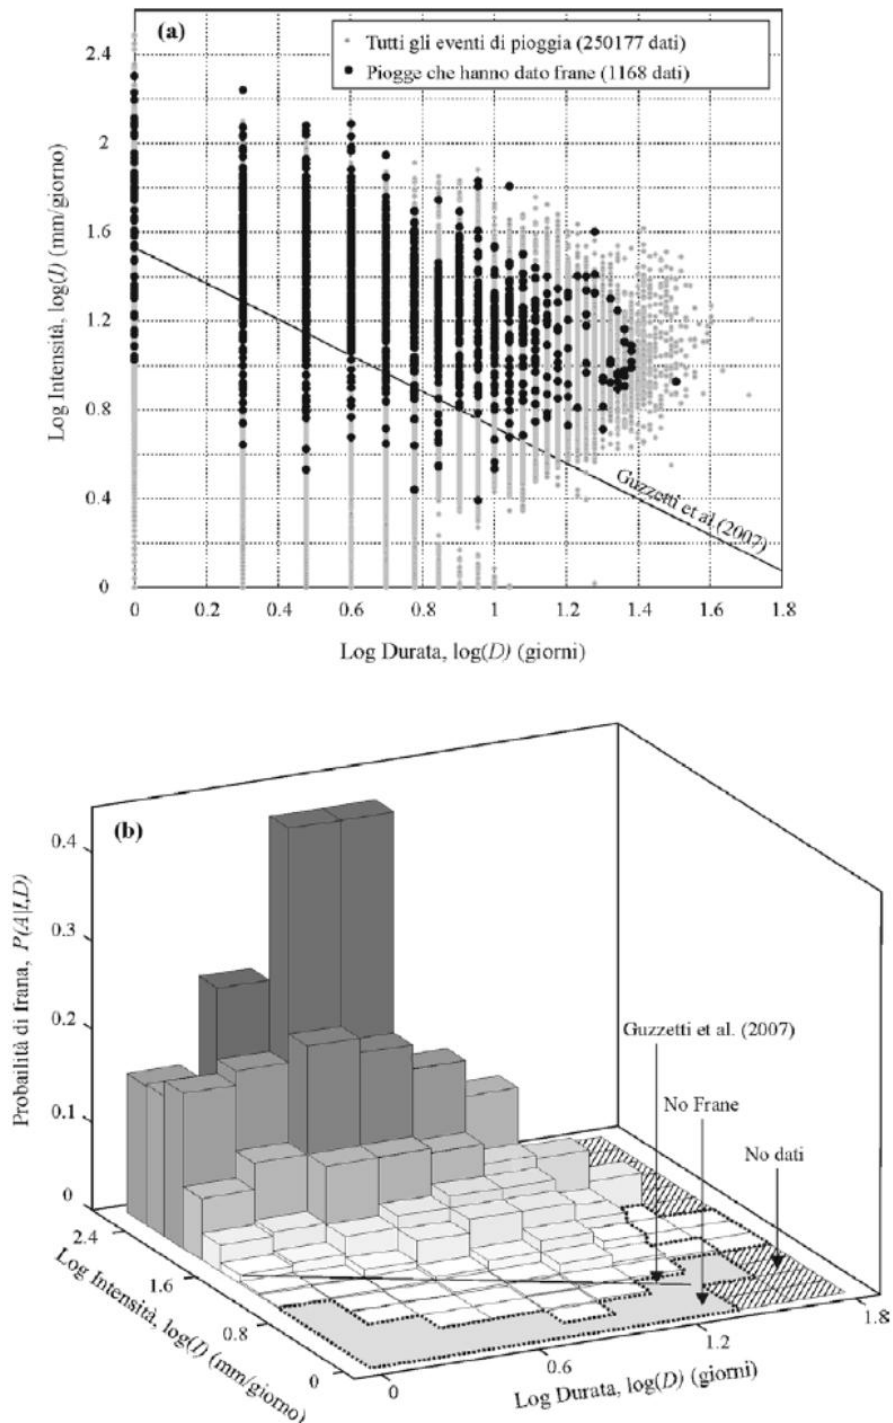 (a)
Tutti gli eventi di pioggia (250177 dati)
Piogge che hanno dato frane (1168 dati)
2.4
2
1.6
1.2
0.8
0.4
0
Log Intensità, log(I) (mm/giorno)
Guzzetti et al (2007)
0 0.2 0.4 0.6 0.8 1 1.2 1.4 1.6 1.8
Log Durata, log(D) (giorni)
(b)
0.4
0.3
0.2
0.1
0
Probailità di frana, P(A|I,D)
Guzzetti et al. (2007)
No Frane
No dati
2.4
1.6
0.8
0
Log Intensità, log(I) (mm/giorno)
0
0.6
1.2
1.8
Log Durata, log(D) (giorni)